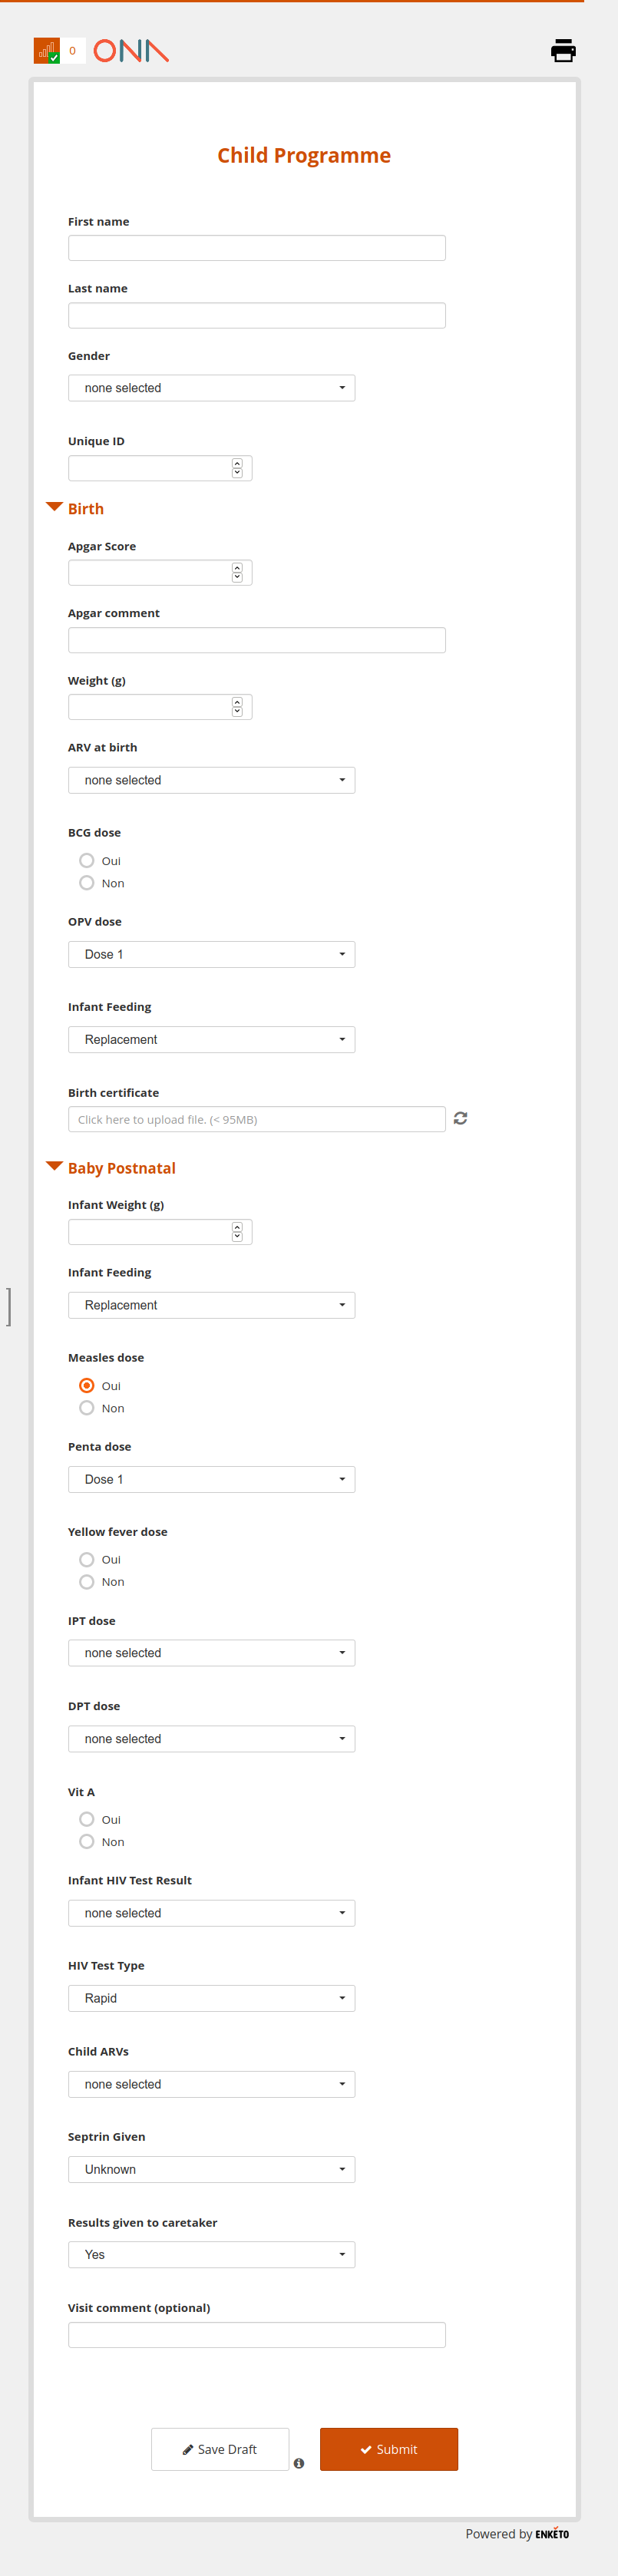 0 ONA
Child Programme
First name
Last name
Gender
none selected
Unique ID
Birth
Apgar Score
Apgar comment
Weight (g)
ARV at birth
none selected
BCG dose
Oui
Non
OPV dose
Dose 1
Infant Feeding
Replacement
Birth certificate
Click here to upload file. (< 95MB)
Baby Postnatal
Infant Weight (g)
Infant Feeding
Replacement
Measles dose
Oui
Non
Penta dose
Dose 1
Yellow fever dose
Oui
Non
IPT dose
none selected
DPT dose
none selected
Vit A
Oui
Non
Infant HIV Test Result
none selected
HIV Test Type
Rapid
Child ARVs
none selected
Septrin Given
Unknown
Results given to caretaker
Yes
Visit comment (optional)
Save Draft Submit
Powered by ENKETO